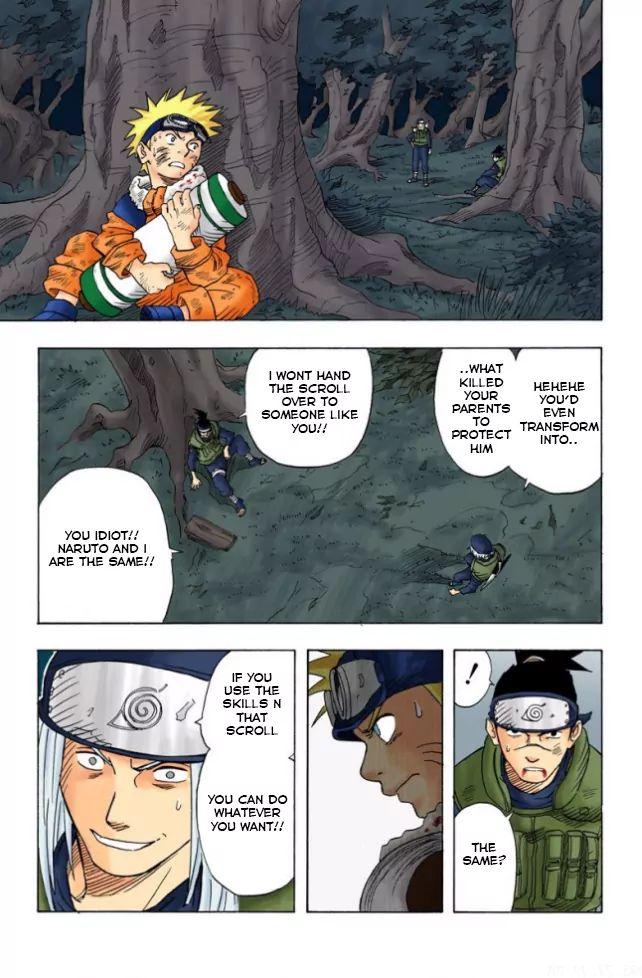 HEHEHE
YOU'D
EVEN
TRANSFORM
INTO..
..WHAT
KILLED
YOUR
PARENTS
TO
PROTECT
HIM
I WONT HAND
THE SCROLL
OVER TO
SOMEONE LIKE
YOU!!
YOU IDIOT!!
NARUTO AND I
ARE THE SAME!!
!
THE
SAME?
IF YOU
USE THE
SKILLS N
THAT
SCROLL
YOU CAN DO
WHATEVER
YOU WANT!!